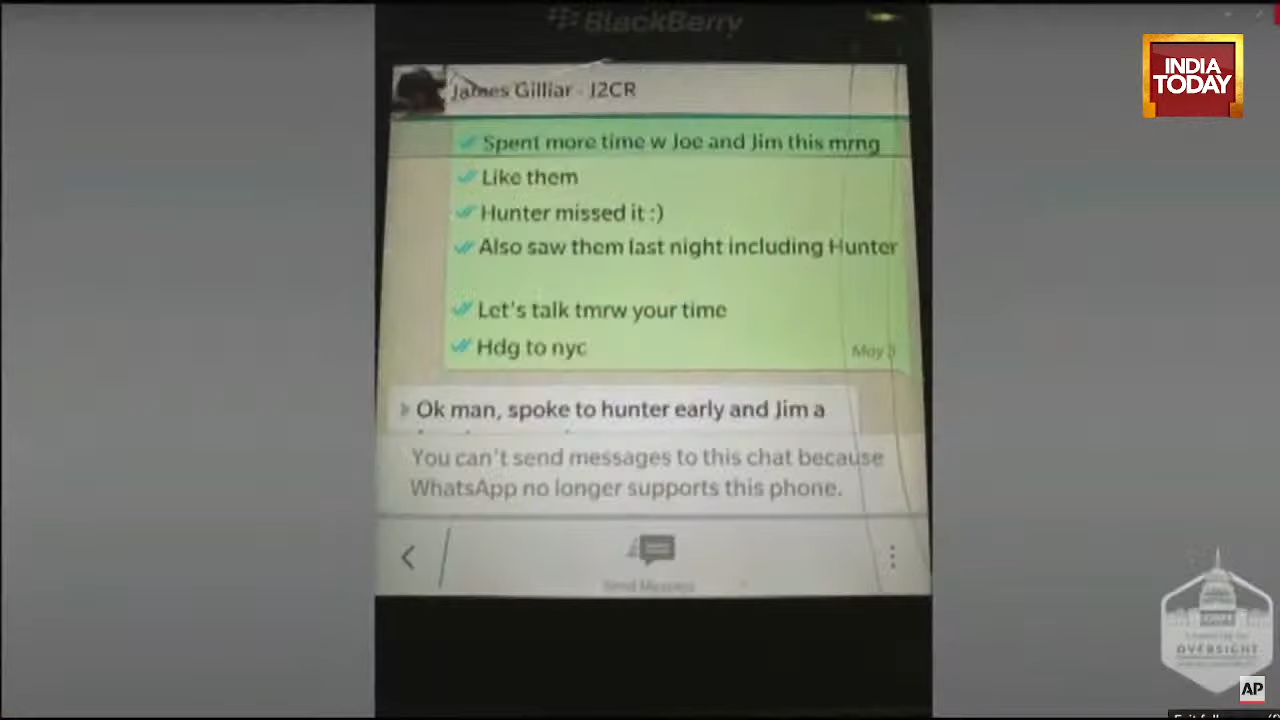 BlackBerry
INDIA
TODAY
James Gilliar - J2CR
Spent more time w Joe and Jim this mrng
Like them
Hunter missed it :)
Also saw them last night including Hunter
Let's talk tmrw your time
Hdg to nyc
May 3
Ok man, spoke to hunter early and Jim a
You can't send messages to this chat because
WhatsApp no longer supports this phone.
Send Message
OVERSIGHT
AP